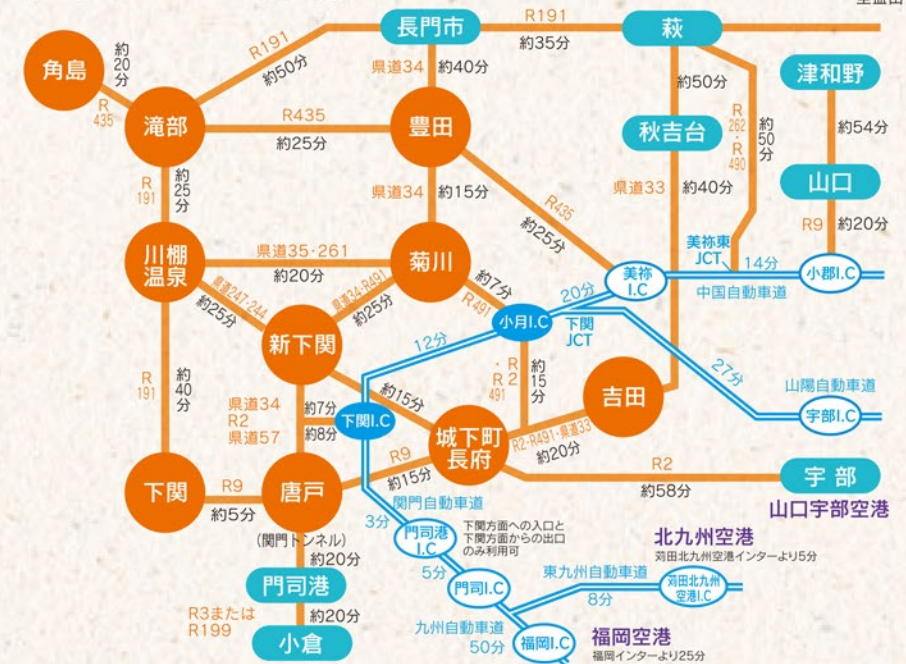 R191
長門市
R191
約35分
萩
角島
約20分
R435
約50分
県道34
約40分
約50分
R262・R490
約50分
津和野
約54分
滝部
R435
約25分
豊田
秋吉台
山口
R191
約25分
県道34
約15分
R435
約25分
県道33
約40分
R9
約20分
川棚
温泉
県道35・261
約20分
菊川
約7分
R491
美祢
I.C
美祢東
JCT
14分
小郡I.C
中国自動車道
県道247・244
約25分
県道34・R491
約25分
20分
小月I.C
下関
JCT
新下関
12分
・R2
R491
約15分
27分
R191
約40分
吉田
山陽自動車道
宇部I.C
県道34
R2
県道57
約7分
約8分
下関I.C
約15分
城下町
長府
R2・R491・県道33
約20分
下関
R9
約5分
唐戸
R9
約15分
R2
約58分
宇部
山口宇部空港
(関門トンネル)
関門自動車道
3分
門司港
I.C
下関方面への入口と
下関方面からの出口
のみ利用可
北九州空港
苅田北九州空港インターより5分
約20分
門司港
5分
門司I.C
東九州自動車道
8分
苅田北九州
空港I.C
R3または
R199
約20分
小倉
九州自動車道
50分
福岡I.C
福岡空港
福岡インターより25分